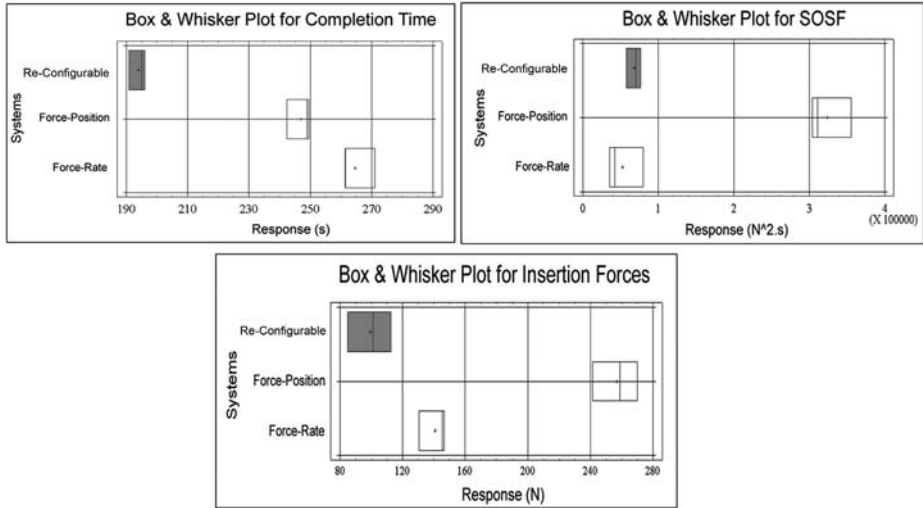 Box & Whisker Plot for Completion Time
Systems
Re-Configurable
Force-Position
Force-Rate
190 210 230 250 270 290
Response (s)
Box & Whisker Plot for SOSF
Systems
Re-Configurable
Force-Position
Force-Rate
0 1 2 3 4
(X 100000)
Response (N^2.s)
Box & Whisker Plot for Insertion Forces
Systems
Re-Configurable
Force-Position
Force-Rate
80 120 160 200 240 280
Response (N)